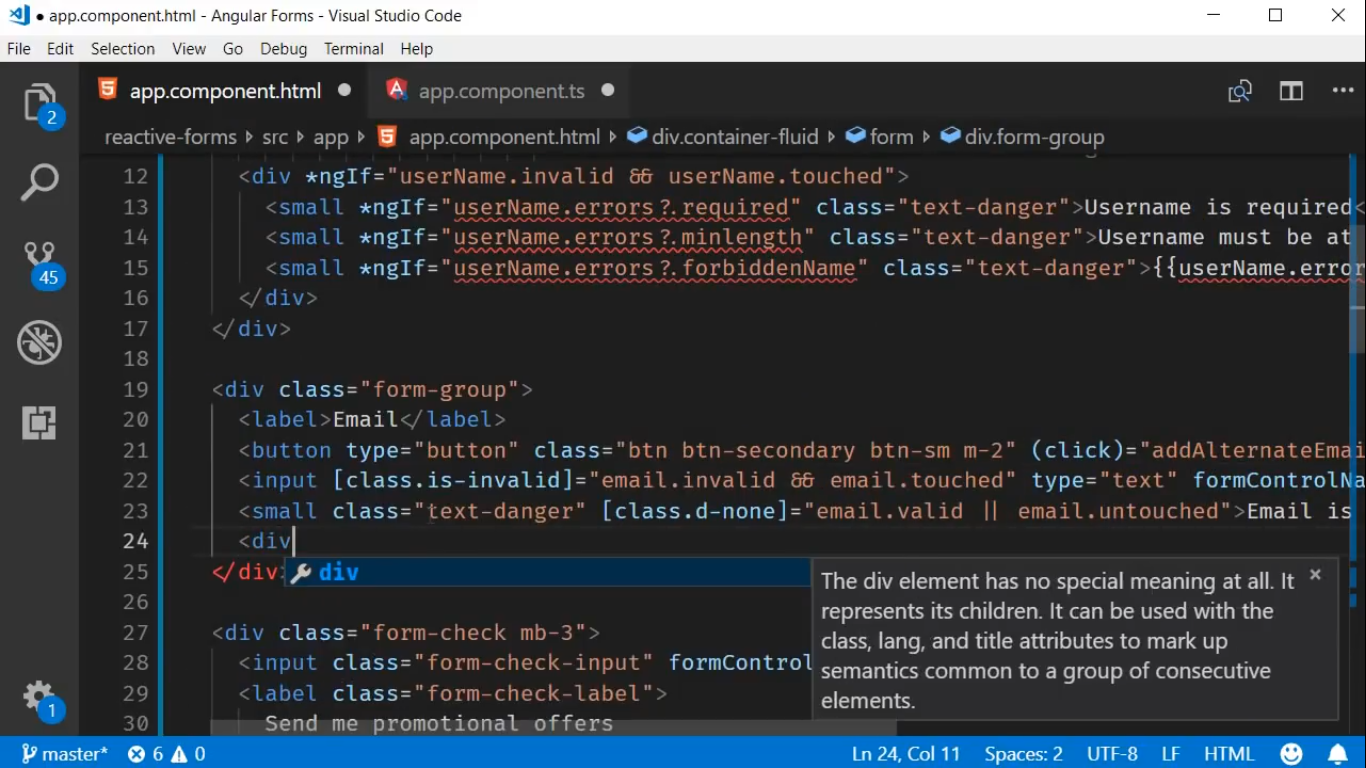 ● app.component.html - Angular Forms - Visual Studio Code
File Edit Selection View Go Debug Terminal Help
app.component.html ● app.component.ts ●
reactive-forms > src > app > app.component.html > div.container-fluid > form > div.form-group
12 <div *ngIf="userName.invalid && userName.touched">
13 <small *ngIf="userName.errors?.required" class="text-danger">Username is required<
14 <small *ngIf="userName.errors?.minlength" class="text-danger">Username must be at
15 <small *ngIf="userName.errors?.forbiddenName" class="text-danger">{{userName.error
16 </div>
17 </div>
18
19 <div class="form-group">
20 <label>Email</label>
21 <button type="button" class="btn btn-secondary btn-sm m-2" (click)="addAlternateEmai
22 <input [class.is-invalid]="email.invalid && email.touched" type="text" formControlNa
23 <small class="text-danger" [class.d-none]="email.valid || email.untouched">Email is
24 <div
25 </div>
div
The div element has no special meaning at all. It
represents its children. It can be used with the
class, lang, and title attributes to mark up
semantics common to a group of consecutive
elements.
26
27 <div class="form-check mb-3">
28 <input class="form-check-input" formControl
29 <label class="form-check-label">
30 Send me promotional offers
2
45
1
master* 6 0 Ln 24, Col 11 Spaces: 2 UTF-8 LF HTML